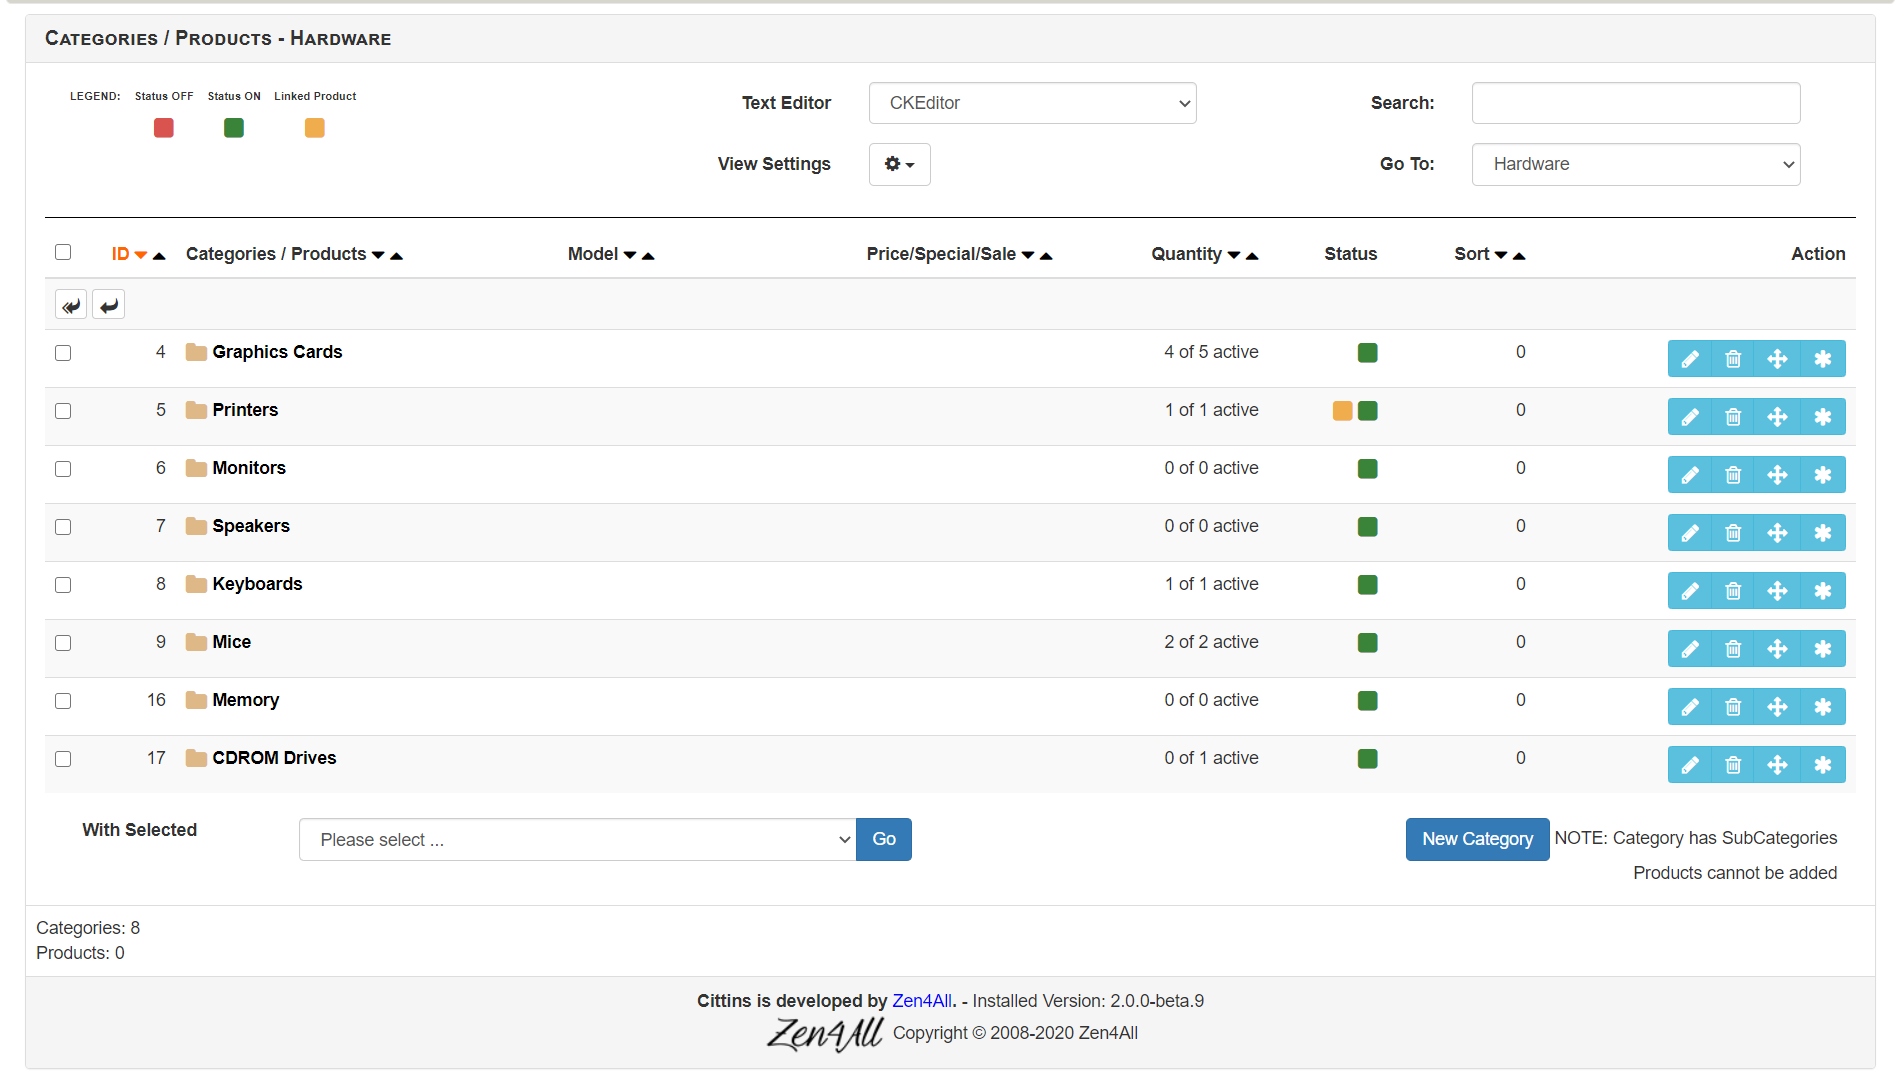 Categories / Products - Hardware
LEGEND: Status OFF Status ON Linked Product
Text Editor CKEditor Search:
View Settings Go To: Hardware
ID Categories / Products Model Price/Special/Sale Quantity Status Sort Action
4 Graphics Cards 4 of 5 active 0
5 Printers 1 of 1 active 0
6 Monitors 0 of 0 active 0
7 Speakers 0 of 0 active 0
8 Keyboards 1 of 1 active 0
9 Mice 2 of 2 active 0
16 Memory 0 of 0 active 0
17 CDROM Drives 0 of 1 active 0
With Selected Please select ... Go New Category NOTE: Category has SubCategories
Products cannot be added
Categories: 8
Products: 0
Cittins is developed by Zen4All. - Installed Version: 2.0.0-beta.9
Zen4All Copyright © 2008-2020 Zen4All